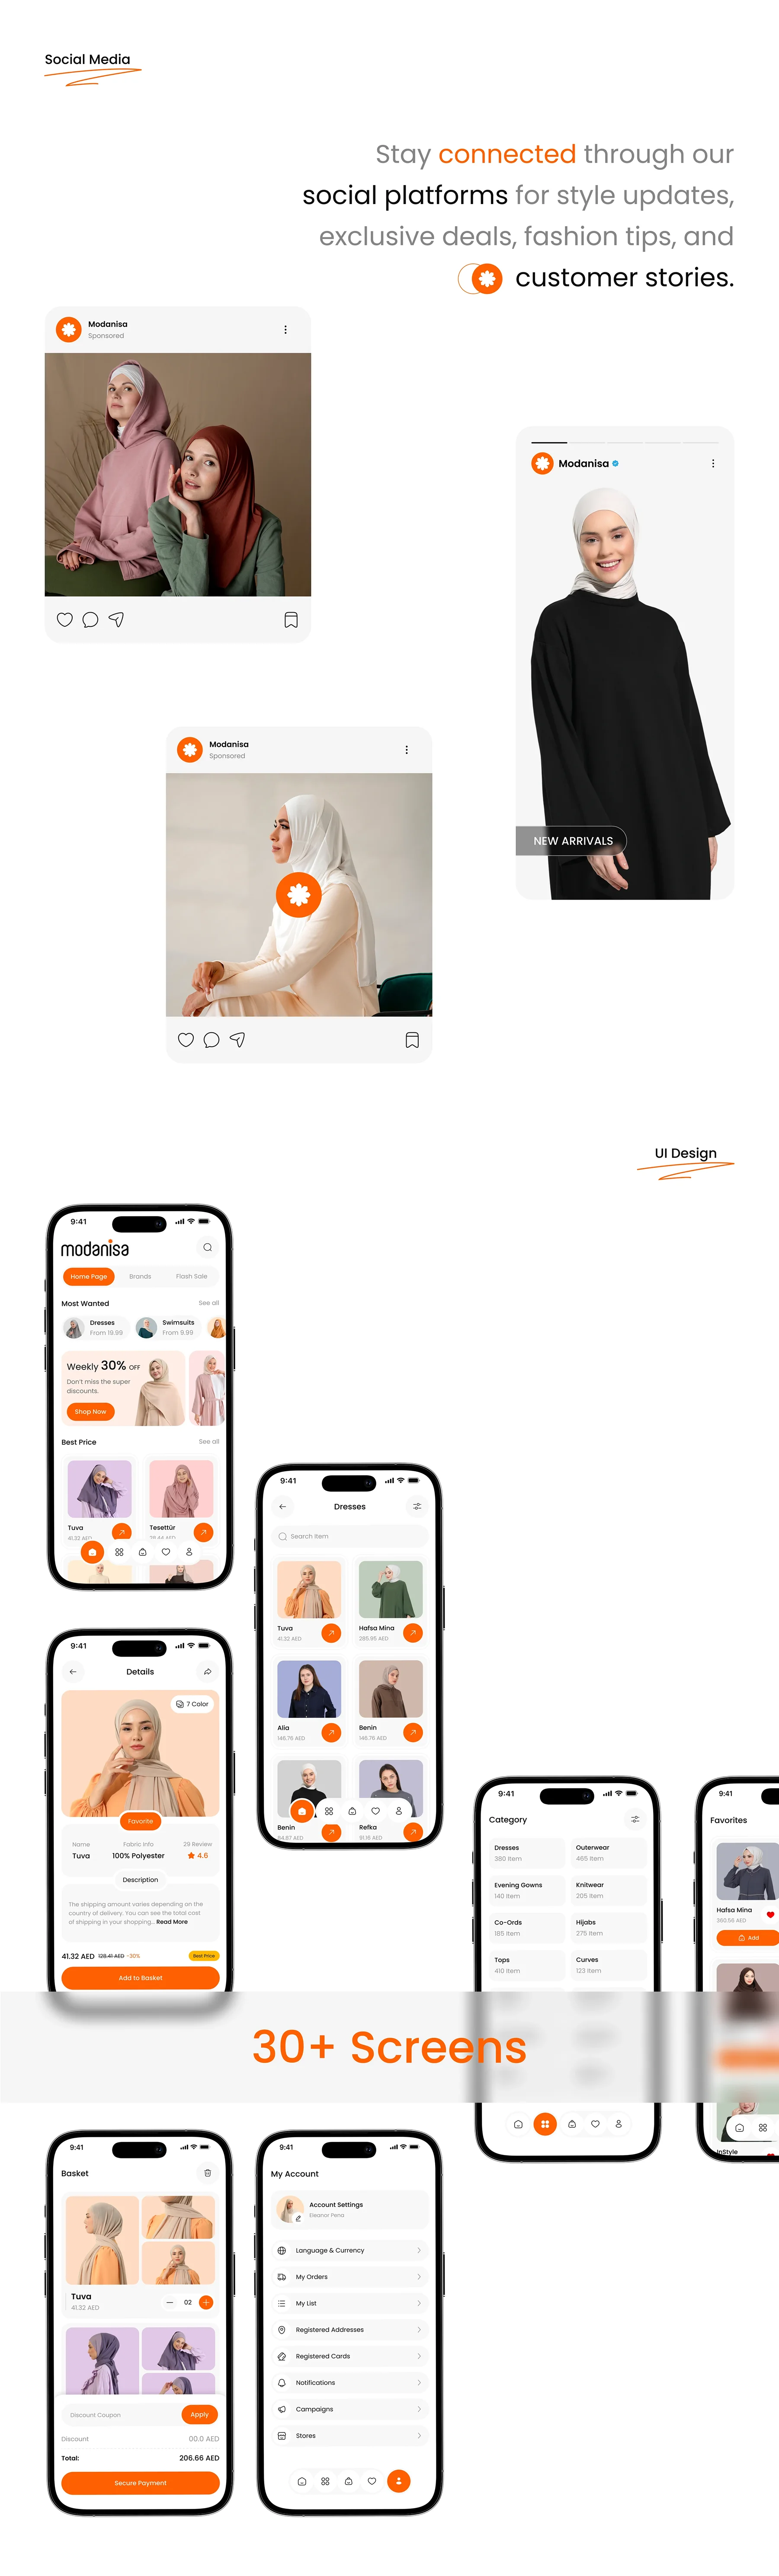 Social Media
Stay connected through our
social platforms for style updates,
exclusive deals, fashion tips, and
customer stories.
Modanisa
Sponsored
Modanisa
NEW ARRIVALS
Modanisa
Sponsored
UI Design
9:41
modanisa
Home Page
Brands
Flash Sale
Most Wanted
See all
Dresses
From 19.99
Swimsuits
From 9.99
Weekly 30% OFF
Don't miss the super
discounts.
Shop Now
Best Price
See all
Tuva
41.32 AED
Tesettür
9:41
Dresses
Search Item
Tuva
41.32 AED
Hafsa Mina
285.95 AED
Alia
148.76 AED
Benin
148.76 AED
Benin
Refka
91.16 AED
9:41
Details
7 Color
Favorite
Name
Fabric Info
29 Review
Tuva
100% Polyester
4.6
Description
The shipping amount varies depending on the
country of delivery. You can see the total cost
of shipping in your shopping... Read More
41.32 AED 128.41 AED -30%
Best Price
Add to Basket
9:41
Category
Dresses
380 Item
Outerwear
465 Item
Evening Gowns
140 Item
Knitwear
205 Item
Co-Ords
185 Item
Hijabs
275 Item
Tops
410 Item
Curves
123 Item
9:41
Favorites
Hafsa Mina
360.56 AED
Add
InStyle
30+ Screens
9:41
Basket
Tuva
41.32 AED
02
Discount Coupon
Apply
Discount
00.0 AED
Total:
206.66 AED
Secure Payment
9:41
My Account
Account Settings
Eleanor Pena
Language & Currency
My Orders
My List
Registered Addresses
Registered Cards
Notifications
Campaigns
Stores